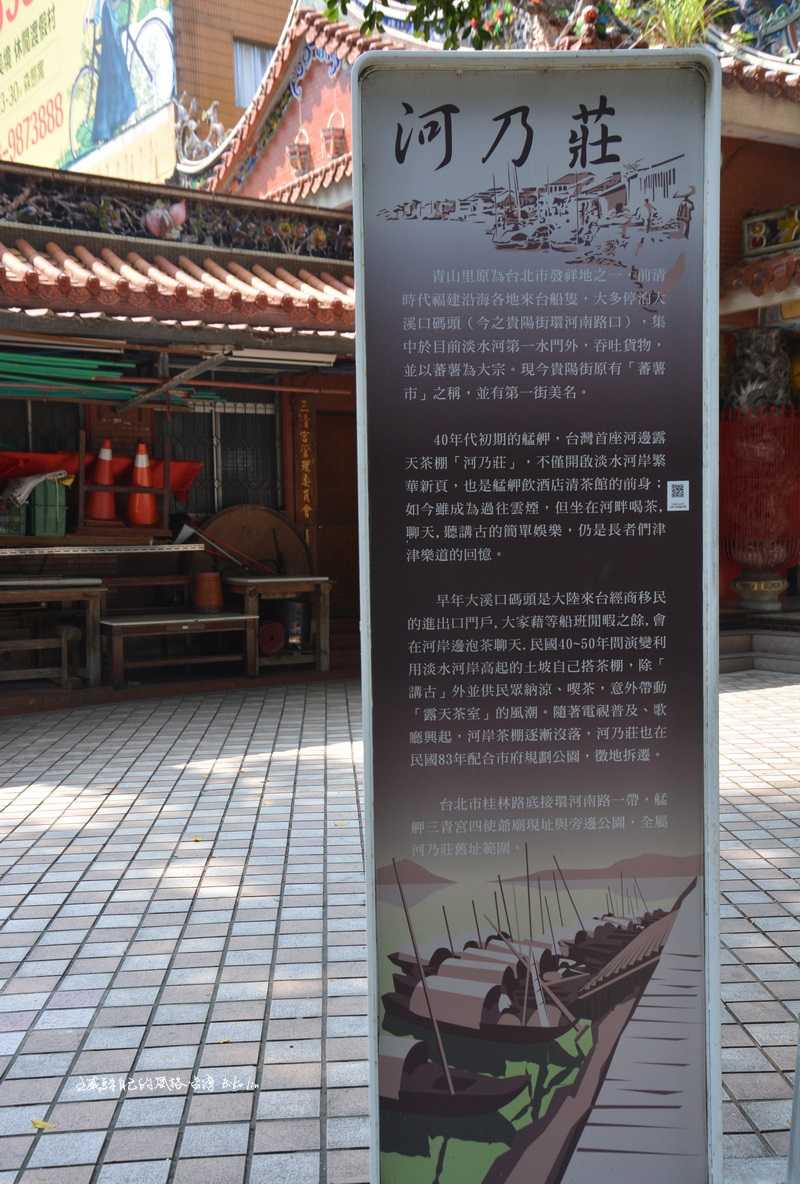 休閒渡假村
9873888
河乃莊
青山里原為台北市發祥地之一,前清
時代福建沿海各地來台船隻,大多停泊大
溪口碼頭(今之貴陽街環河南路口),集
中於目前淡水河第一水門外,吞吐貨物,
並以蕃薯為大宗。現今貴陽街原有「蕃薯
市」之稱,並有第一街美名。
40年代初期的艋舺,台灣首座河邊露
天茶棚「河乃莊」,不僅開啟淡水河岸繁
華新頁,也是艋舺飲酒店清茶館的前身;
如今雖成為過往雲煙,但坐在河畔喝茶,
聊天,聽講古的簡單娛樂,仍是長者們津
津樂道的回憶。
早年大溪口碼頭是大陸來台經商移民
的進出口門戶,大家藉等船班閒暇之餘,會
在河岸邊泡茶聊天.民國40~50年間演變利
用淡水河岸高起的土坡自己搭茶棚,除「
講古」外並供民眾納涼、喫茶,意外帶動
「露天茶室」的風潮。隨著電視普及、歌
廳興起,河岸茶棚逐漸沒落,河乃莊也在
民國83年配合市府規劃公園,徵地拆遷。
台北市桂林路底接環河南路一帶,艋
舺三青宮四使爺廟現址與旁邊公園,全屬
河乃莊舊址範圍。
三清宮管理委員會